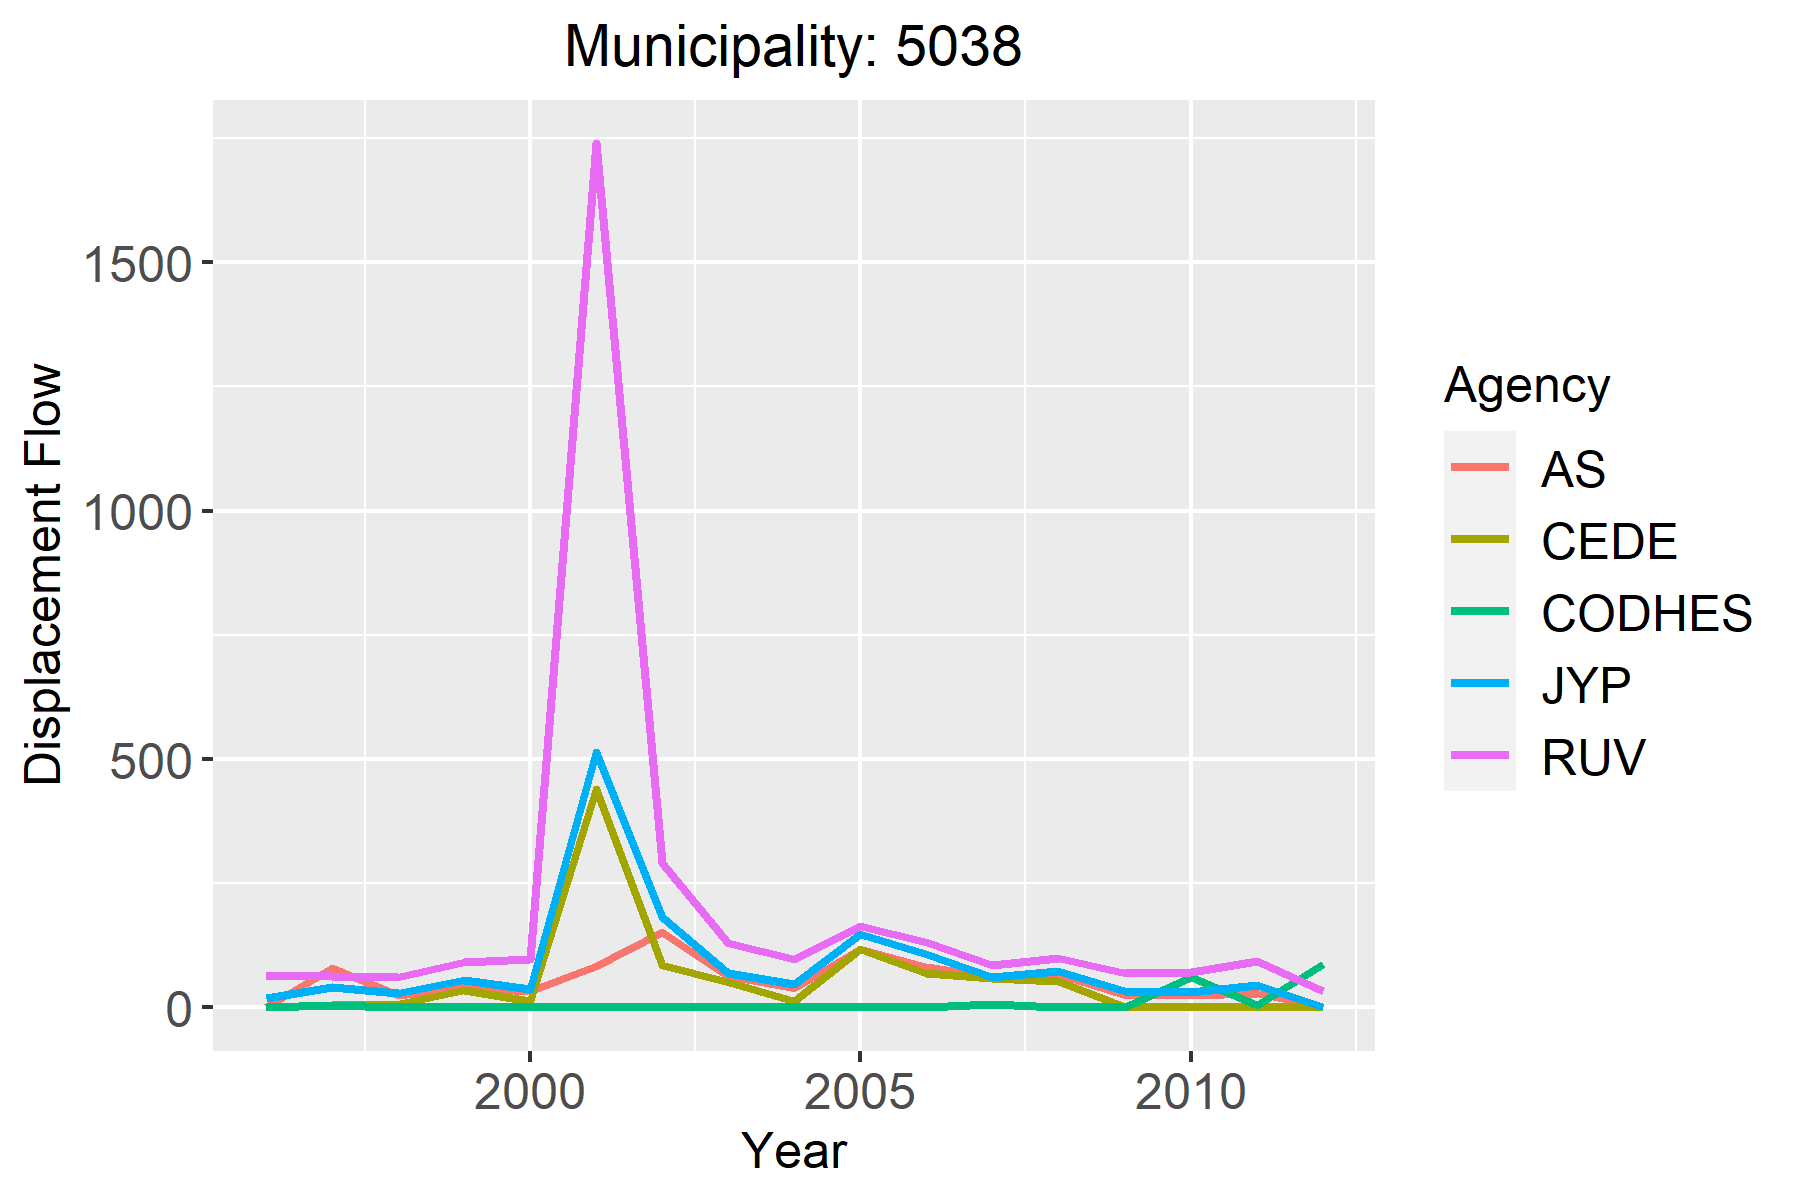 Municipality: 5038
Displacement Flow
1500
1000
500
0
2000 2005 2010
Year
Agency
AS
CEDE
CODHES
JYP
RUV